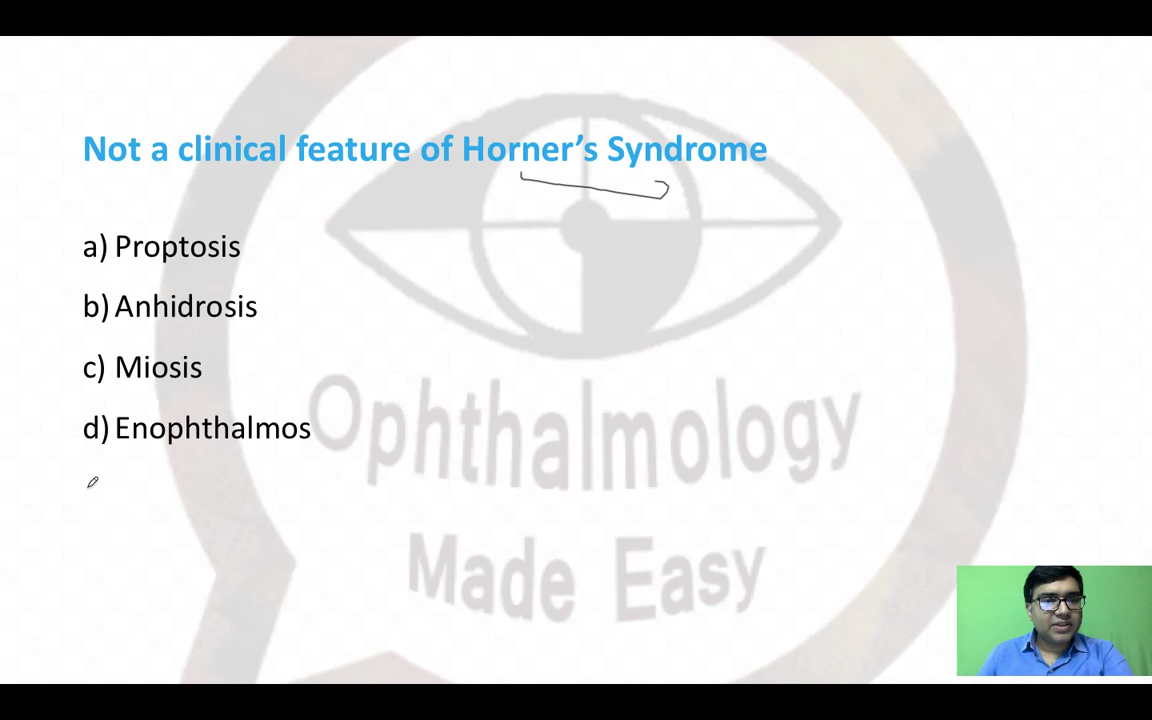 Not a clinical feature of Horner’s Syndrome
a) Proptosis
b) Anhidrosis
c) Miosis
d) Enophthalmos
Ophthalmology
Made Easy